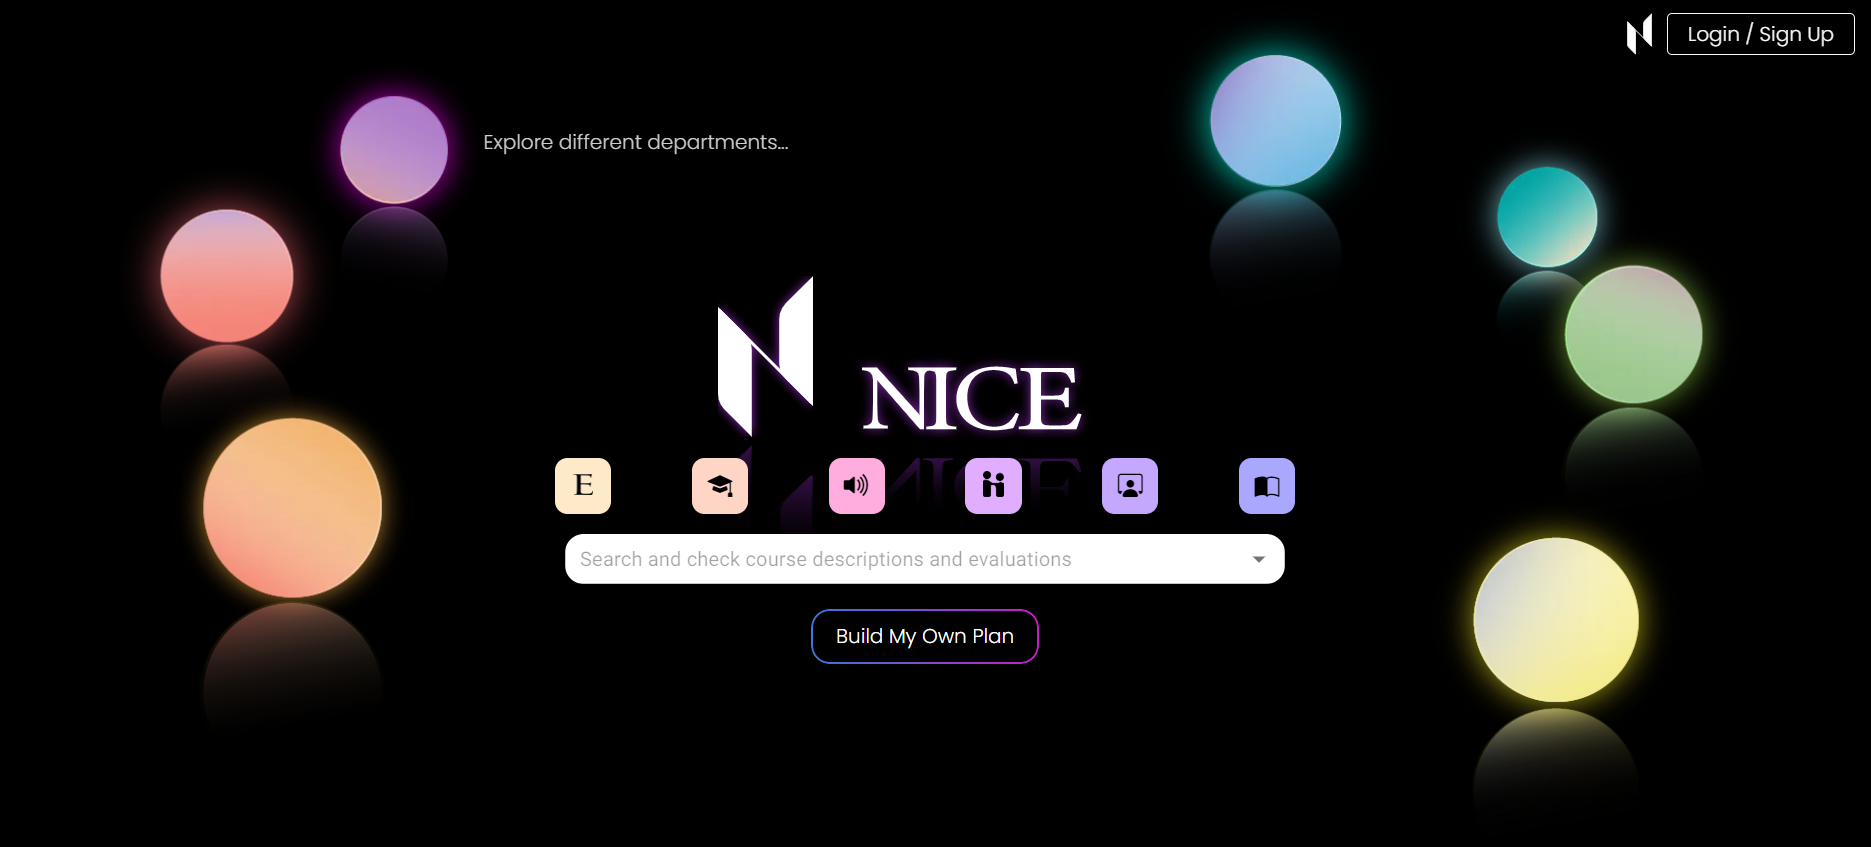 Login / Sign Up
Explore different departments...
NICE
E
Search and check course descriptions and evaluations
Build My Own Plan